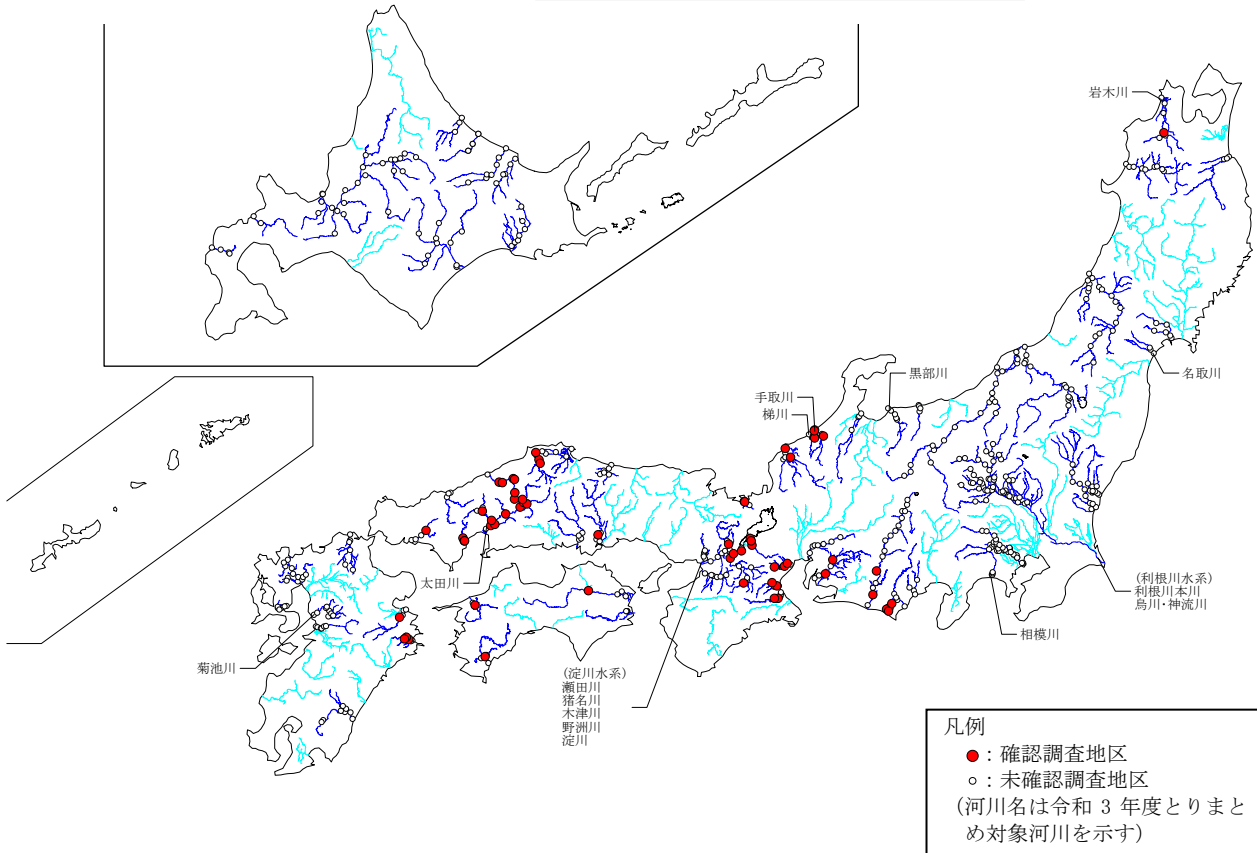 岩木川
名取川
黒部川
手取川
梯川
(利根川水系)
利根川本川
烏川・神流川
相模川
太田川
菊池川
(淀川水系)
瀬田川
猪名川
木津川
野洲川
淀川
凡例
●：確認調査地区
○：未確認調査地区
(河川名は令和 3 年度とりまと
め対象河川を示す)